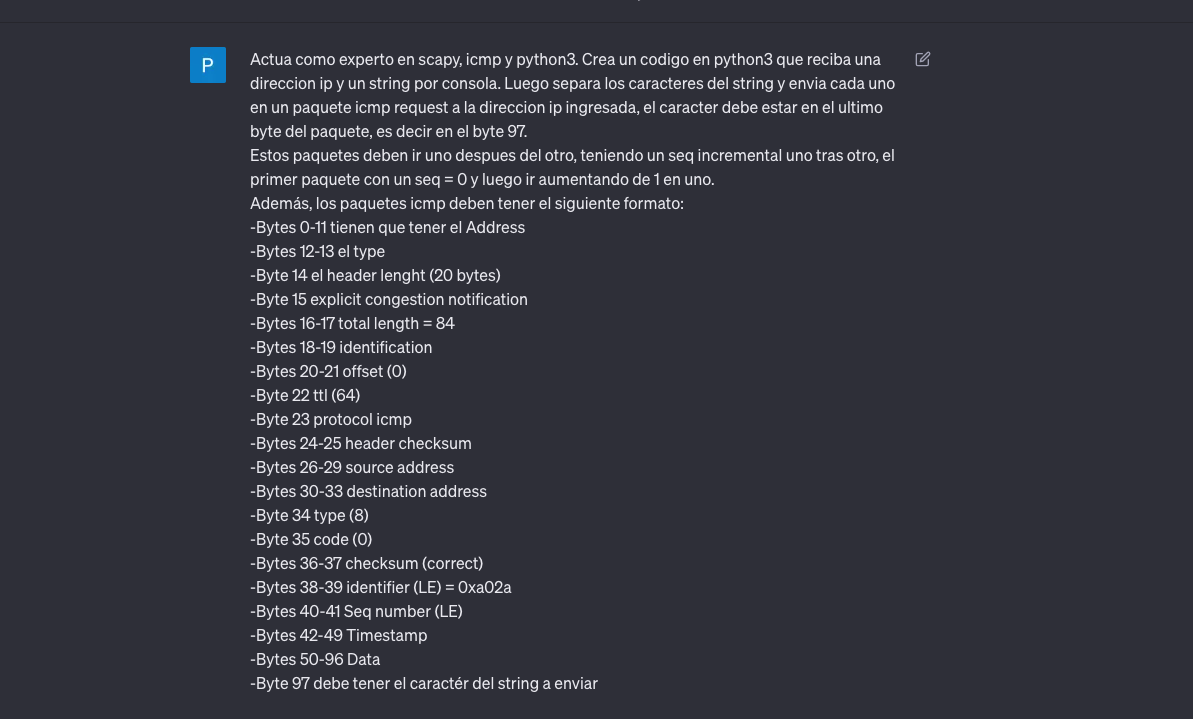 P
Actua como experto en scapy, icmp y python3. Crea un codigo en python3 que reciba una
direccion ip y un string por consola. Luego separa los caracteres del string y envia cada uno
en un paquete icmp request a la direccion ip ingresada, el caracter debe estar en el ultimo
byte del paquete, es decir en el byte 97.
Estos paquetes deben ir uno despues del otro, teniendo un seq incremental uno tras otro, el
primer paquete con un seq = 0 y luego ir aumentando de 1 en uno.
Además, los paquetes icmp deben tener el siguiente formato:
-Bytes 0-11 tienen que tener el Address
-Bytes 12-13 el type
-Byte 14 el header lenght (20 bytes)
-Byte 15 explicit congestion notification
-Bytes 16-17 total length = 84
-Bytes 18-19 identification
-Bytes 20-21 offset (0)
-Byte 22 ttl (64)
-Byte 23 protocol icmp
-Bytes 24-25 header checksum
-Bytes 26-29 source address
-Bytes 30-33 destination address
-Byte 34 type (8)
-Byte 35 code (0)
-Bytes 36-37 checksum (correct)
-Bytes 38-39 identifier (LE) = 0xa02a
-Bytes 40-41 Seq number (LE)
-Bytes 42-49 Timestamp
-Bytes 50-96 Data
-Byte 97 debe tener el caractér del string a enviar